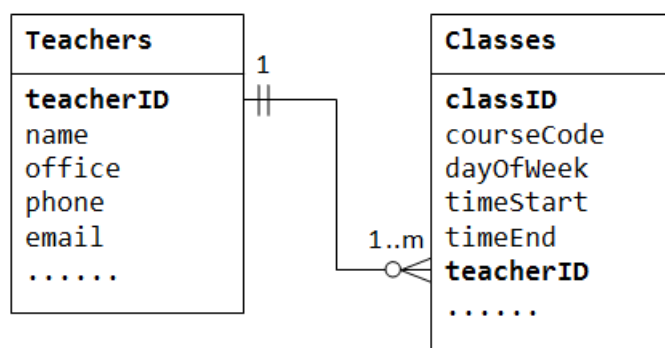 Teachers
teacherID
name
office
phone
email
......
1
1..m
Classes
classID
courseCode
dayOfWeek
timeStart
timeEnd
teacherID
......